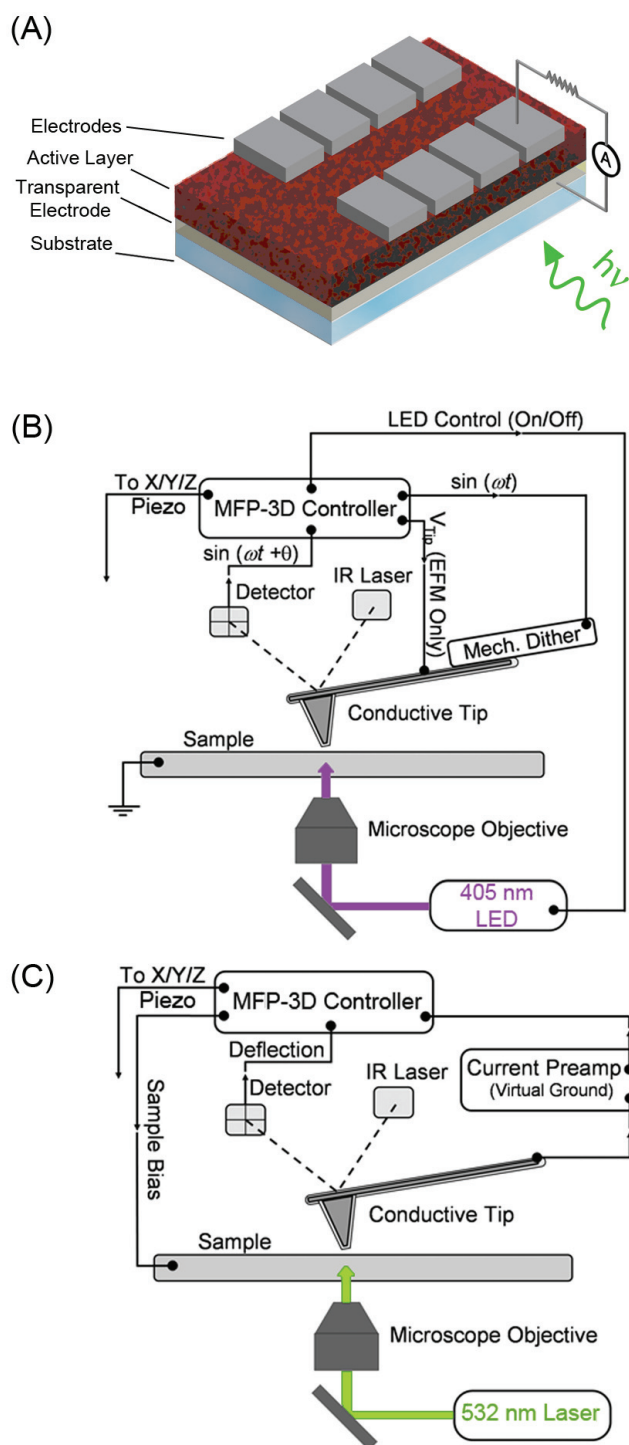 (A)
Electrodes
Active Layer
Transparent
Electrode
Substrate
A
hν
(B)
LED Control (On/Off)
To X/Y/Z
Piezo
MFP-3D Controller
sin (ωt)
sin (ωt +θ)
V Tip (EFM Only)
Detector
IR Laser
Mech. Dither
Conductive Tip
Sample
Microscope Objective
405 nm
LED
(C)
To X/Y/Z
Piezo
MFP-3D Controller
Deflection
Detector
IR Laser
Current Preamp
(Virtual Ground)
Sample Bias
Conductive Tip
Sample
Microscope Objective
532 nm Laser